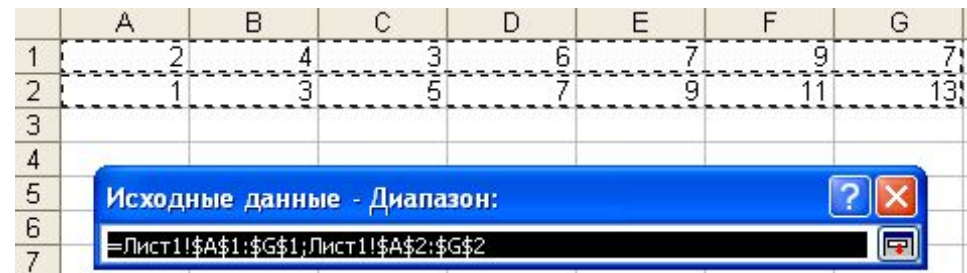 A B C D E F G
1 2 4 3 6 7 9 7
2 1 3 5 7 9 11 13
3
4
5 Исходные данные - Диапазон: ?
6 =Лист1!$A$1:$G$1;Лист1!$A$2:$G$2
7